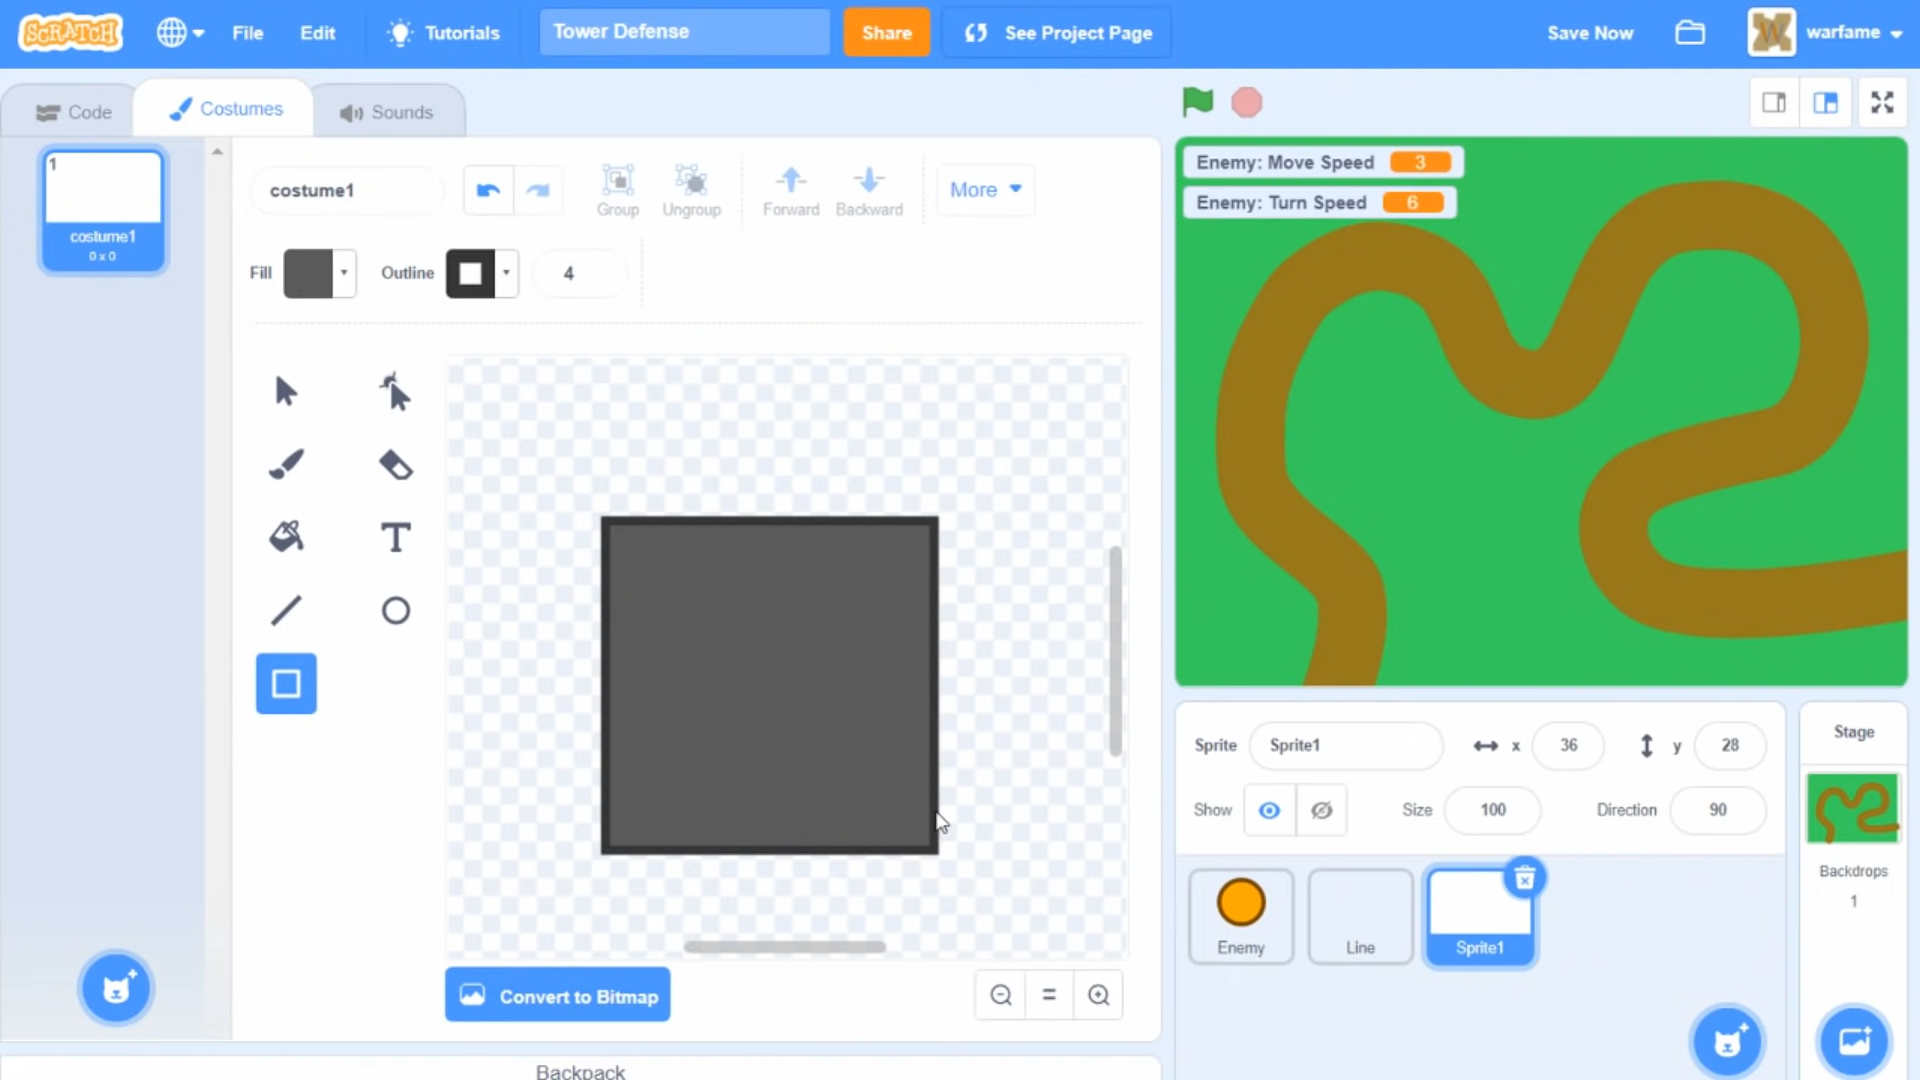 SCRATCH
File
Edit
Tutorials
Tower Defense
Share
See Project Page
Save Now
warfame
Code
Costumes
Sounds
1
costume1
0 x 0
costume1
Group
Ungroup
Forward
Backward
More
Fill
Outline
4
Convert to Bitmap
Backpack
Enemy: Move Speed 3
Enemy: Turn Speed 6
Sprite
Sprite1
x
36
y
28
Show
Size
100
Direction
90
Enemy
Line
Sprite1
Stage
Backdrops
1